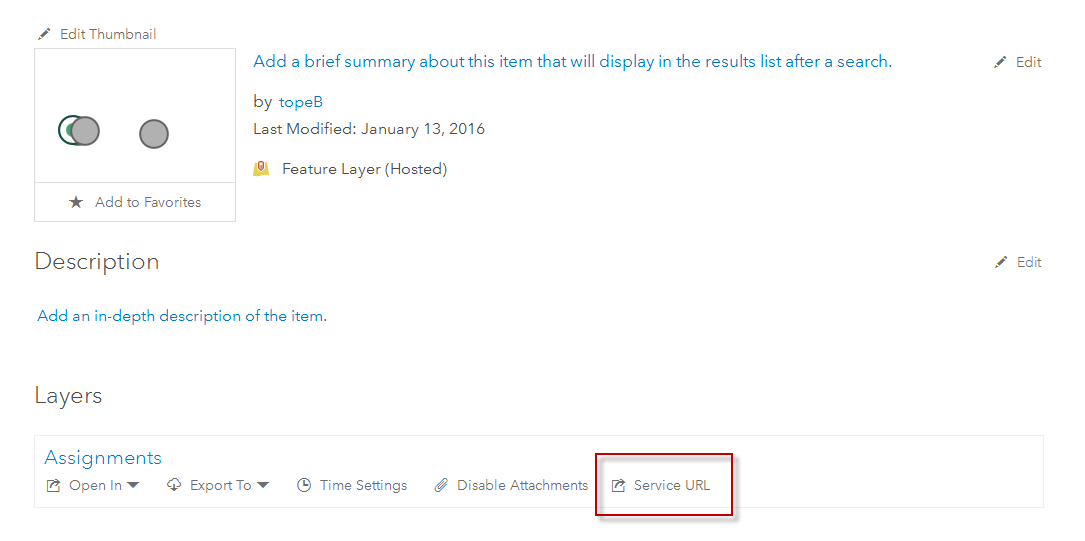 Edit Thumbnail
Add a brief summary about this item that will display in the results list after a search.
Edit
by topeB
Last Modified: January 13, 2016
Feature Layer (Hosted)
Add to Favorites
Description
Edit
Add an in-depth description of the item.
Layers
Assignments
Open In Export To Time Settings Disable Attachments Service URL